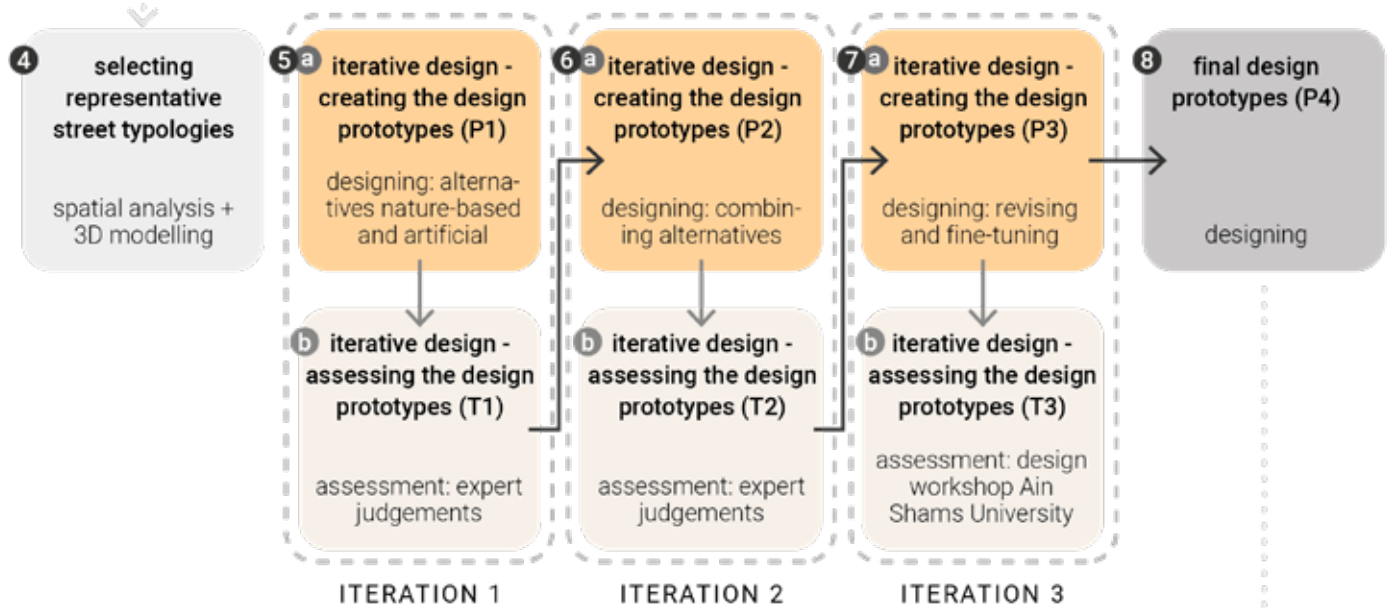 4
selecting
representative
street typologies
spatial analysis +
3D modelling
5 a
iterative design -
creating the design
prototypes (P1)
designing: alterna-
tives nature-based
and artificial
b
iterative design -
assessing the design
prototypes (T1)
assessment: expert
judgements
ITERATION 1
6 a
iterative design -
creating the design
prototypes (P2)
designing: combin-
ing alternatives
b
iterative design -
assessing the design
prototypes (T2)
assessment: expert
judgements
ITERATION 2
7 a
iterative design -
creating the design
prototypes (P3)
designing: revising
and fine-tuning
b
iterative design -
assessing the design
prototypes (T3)
assessment: design
workshop Ain
Shams University
ITERATION 3
8
final design
prototypes (P4)
designing